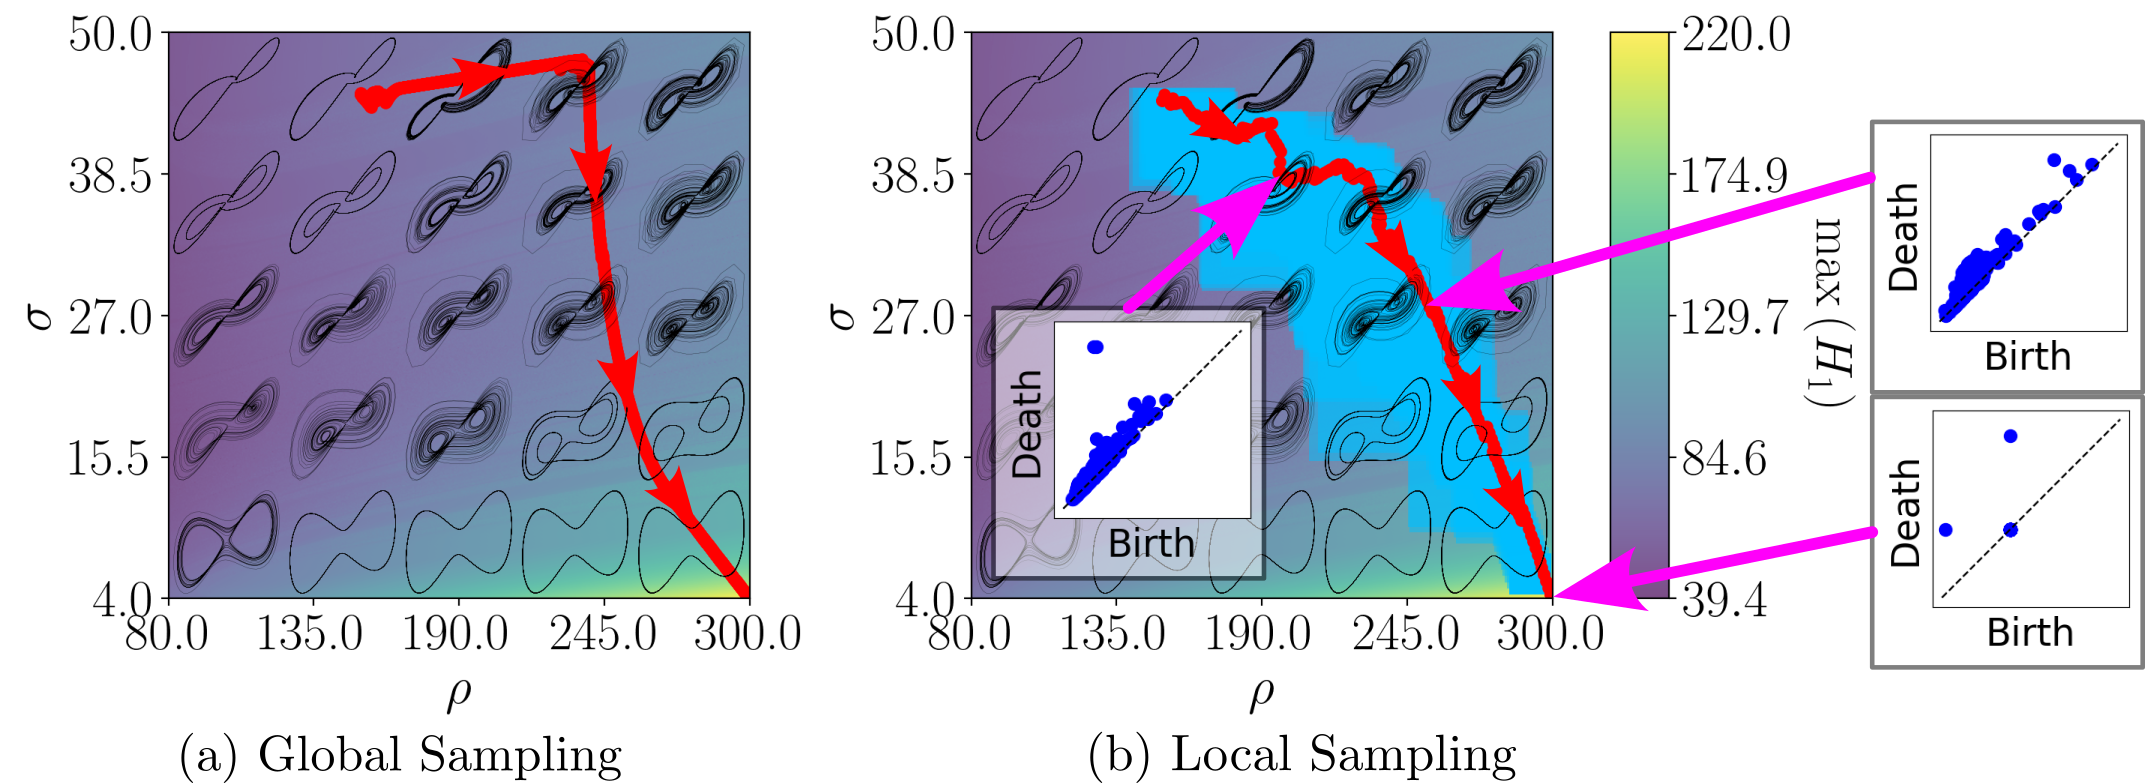 50.0
38.5
27.0
15.5
4.0
σ
80.0 135.0 190.0 245.0 300.0
ρ
(a) Global Sampling
50.0
38.5
27.0
15.5
4.0
σ
80.0 135.0 190.0 245.0 300.0
ρ
(b) Local Sampling
Death
Birth
220.0
174.9
129.7
84.6
39.4
max (H₁)
Death
Birth
Death
Birth